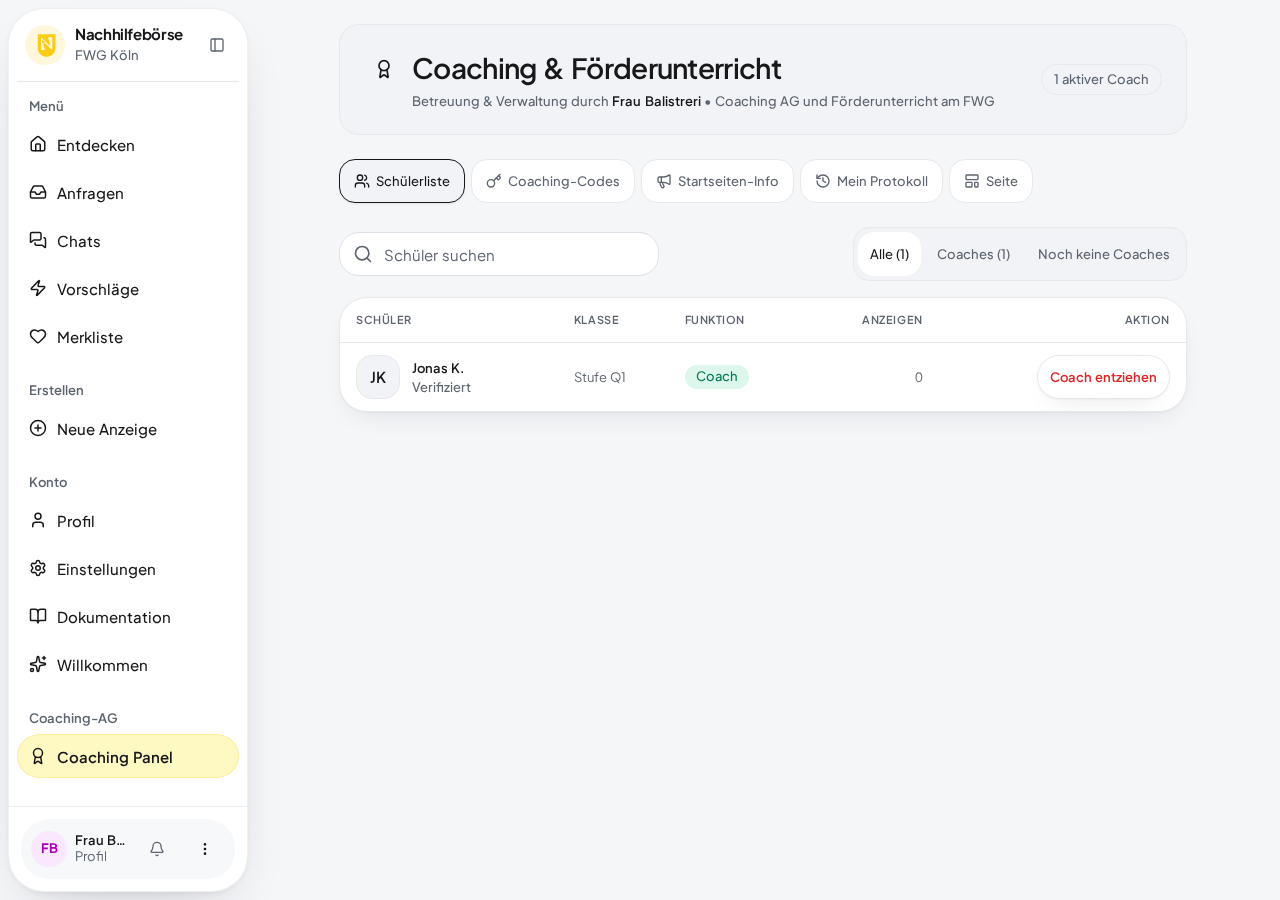 Nachhilfebörse
FWG Köln
Menü
Entdecken
Anfragen
Chats
Vorschläge
Merkliste
Erstellen
Neue Anzeige
Konto
Profil
Einstellungen
Dokumentation
Willkommen
Coaching-AG
Coaching Panel
FB
Frau B...
Profil
Coaching & Förderunterricht
Betreuung & Verwaltung durch Frau Balistreri • Coaching AG und Förderunterricht am FWG
1 aktiver Coach
Schülerliste
Coaching-Codes
Startseiten-Info
Mein Protokoll
Seite
Schüler suchen
Alle (1)
Coaches (1)
Noch keine Coaches
SCHÜLER KLASSE FUNKTION ANZEIGEN AKTION
JK
Jonas K.
Verifiziert
Stufe Q1
Coach
0
Coach entziehen